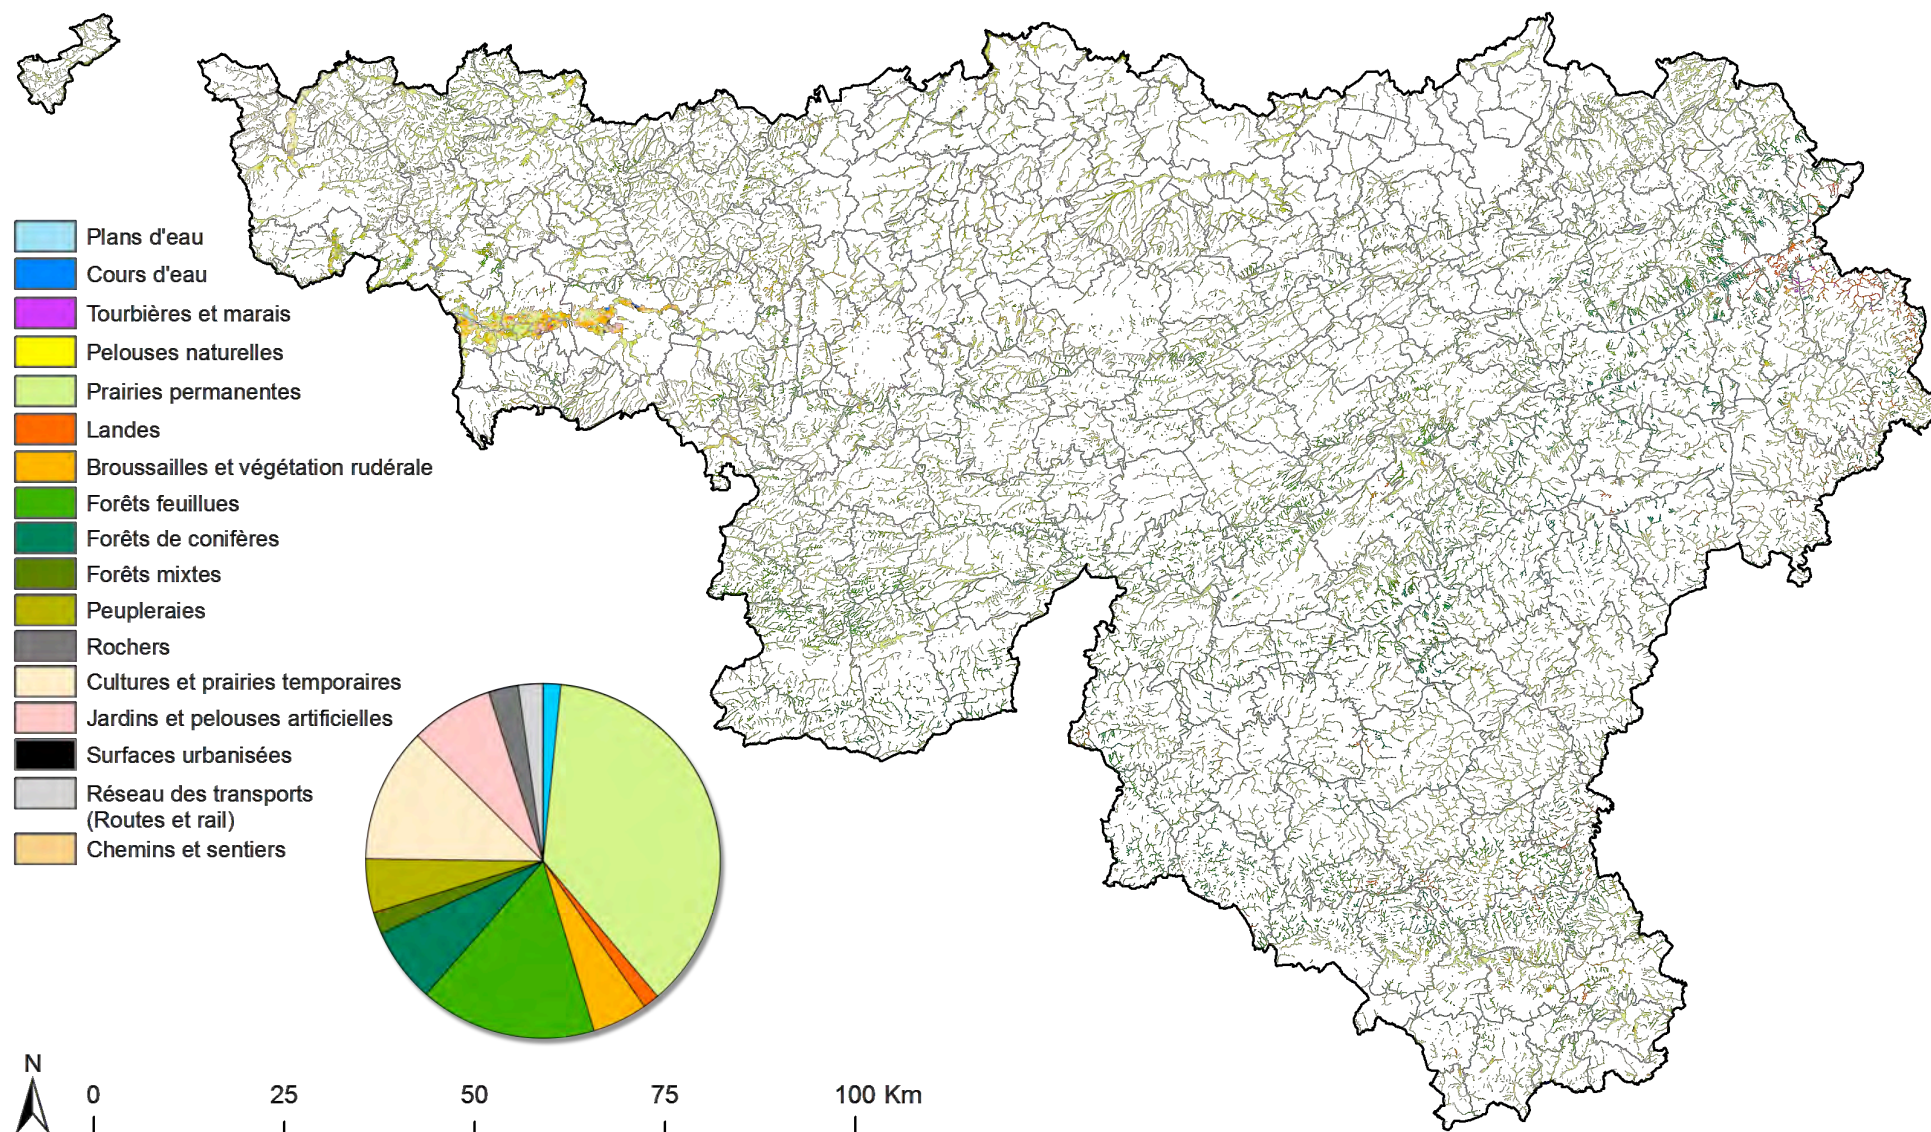 Plans d'eau
Cours d'eau
Tourbières et marais
Pelouses naturelles
Prairies permanentes
Landes
Broussailles et végétation rudérale
Forêts feuillues
Forêts de conifères
Forêts mixtes
Peupleraies
Rochers
Cultures et prairies temporaires
Jardins et pelouses artificielles
Surfaces urbanisées
Réseau des transports
(Routes et rail)
Chemins et sentiers
N
0 25 50 75 100 Km